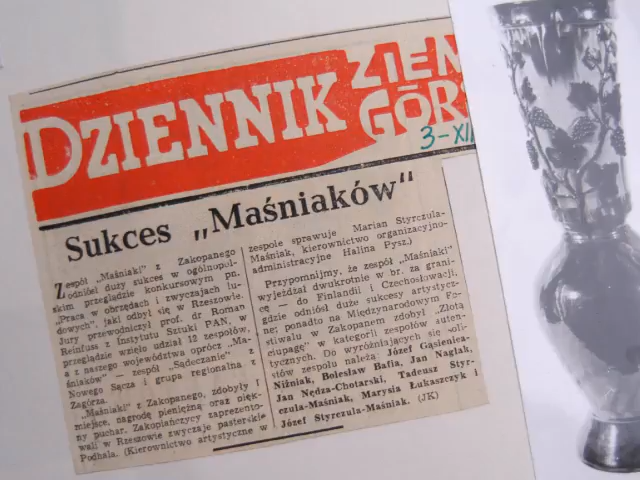 DZIENNIK ZIEM
GÓR
3-XI
Sukces „Maśniaków"
Zespół „Maśniaki" z Zakopanego
odniósł duży sukces w ogólnopol-
skim przeglądzie konkursowym pn.
„Praca w obrzędach i zwyczajach lu-
dowych", jaki odbył się w Rzeszowie.
Jury przewodniczył prof. dr Roman
Reinfuss z Instytutu Sztuki PAN, w
przeglądzie wzięło udział 12 zespołów,
a z naszego województwa oprócz „Ma-
śniaków" — zespół „Sądeczanie" z
Nowego Sącza i grupa regionalna z
Zagórza.
„Maśniaki" z Zakopanego, zdobyły I
miejsce, nagrodę pieniężną oraz pięk-
ny puchar. Zakopiańczycy zaprezento-
wali w Rzeszowie zwyczaje pasterskie
Podhala. (Kierownictwo artystyczne w
zespole sprawuje Marian Styrczula-
Maśniak, kierownictwo organizacyjno-
administracyjne Halina Pysz.)
Przypomnijmy, że zespół „Maśniaki"
wyjeżdżał dwukrotnie w br. za grani-
cę — do Finlandii i Czechosłowacji,
gdzie odniósł duże sukcesy artystycz-
ne; ponadto na Międzynarodowym Fe-
stiwalu w Zakopanem zdobył „Złotą
ciupagę" w kategorii zespołów auten-
tycznych. Do wyróżniających się soli-
stów zespołu należą: Józef Gąsienica-
Niźniak, Bolesław Bafia, Jan Naglak,
Jan Nędza-Chotarski, Tadeusz Styr-
czula-Maśniak, Marysia Łukaszczyk i
Józef Styrczula-Maśniak. (JK)